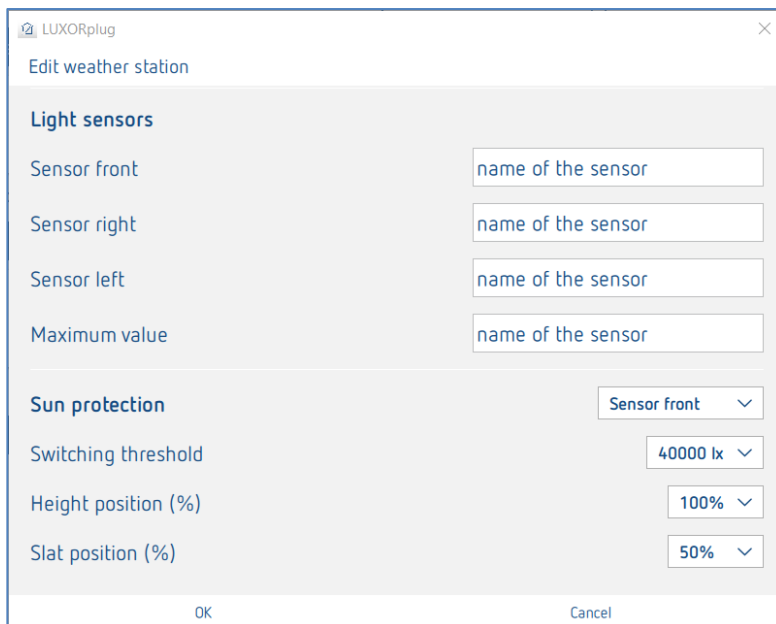 LUXORplug
Edit weather station
Light sensors
Sensor front name of the sensor
Sensor right name of the sensor
Sensor left name of the sensor
Maximum value name of the sensor
Sun protection Sensor front
Switching threshold 40000 lx
Height position (%) 100%
Slat position (%) 50%
OK Cancel